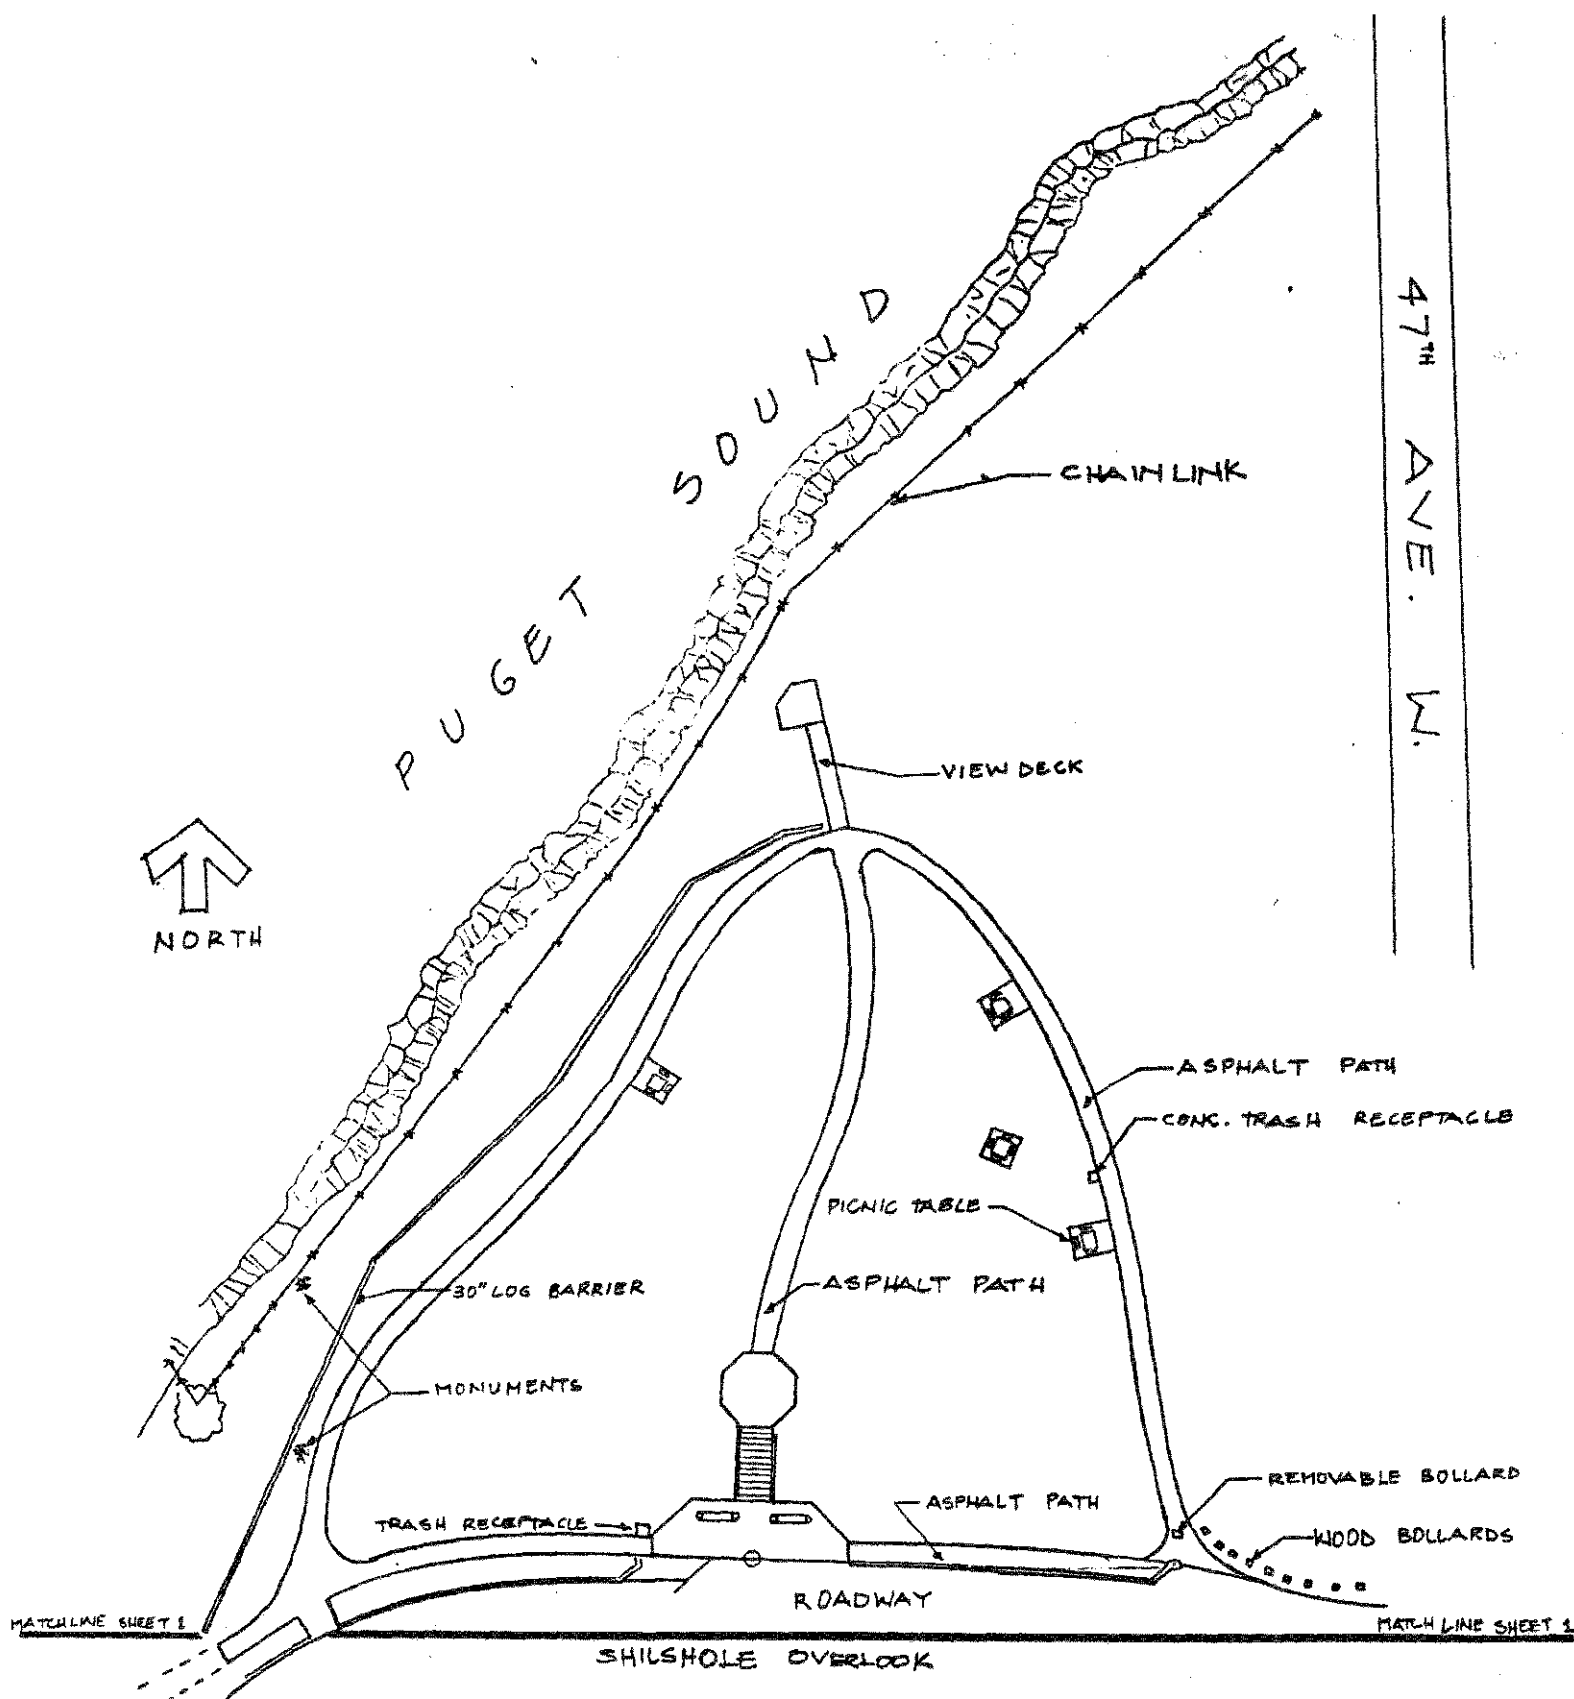 47TH AVE. W.
PUGET SOUND
CHAIN LINK
VIEW DECK
NORTH
ASPHALT PATH
CONC. TRASH RECEPTACLE
PICNIC TABLE
ASPHALT PATH
30" LOG BARRIER
MONUMENTS
REMOVABLE BOLLARD
ASPHALT PATH
TRASH RECEPTACLE
WOOD BOLLARDS
ROADWAY
MATCHLINE SHEET 1
MATCH LINE SHEET 1
SHILSHOLE OVERLOOK